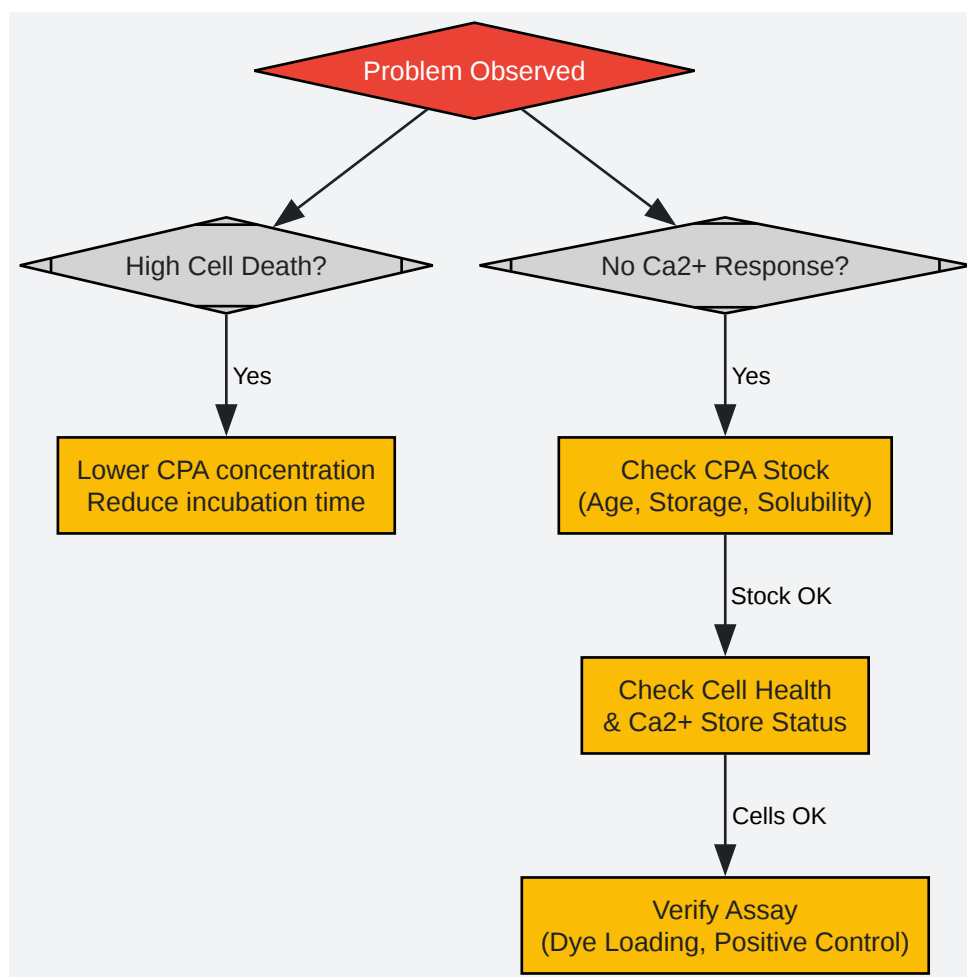 Problem Observed
High Cell Death?
No Ca2+ Response?
Yes
Yes
Lower CPA concentration
Reduce incubation time
Check CPA Stock
(Age, Storage, Solubility)
Stock OK
Check Cell Health
& Ca2+ Store Status
Cells OK
Verify Assay
(Dye Loading, Positive Control)